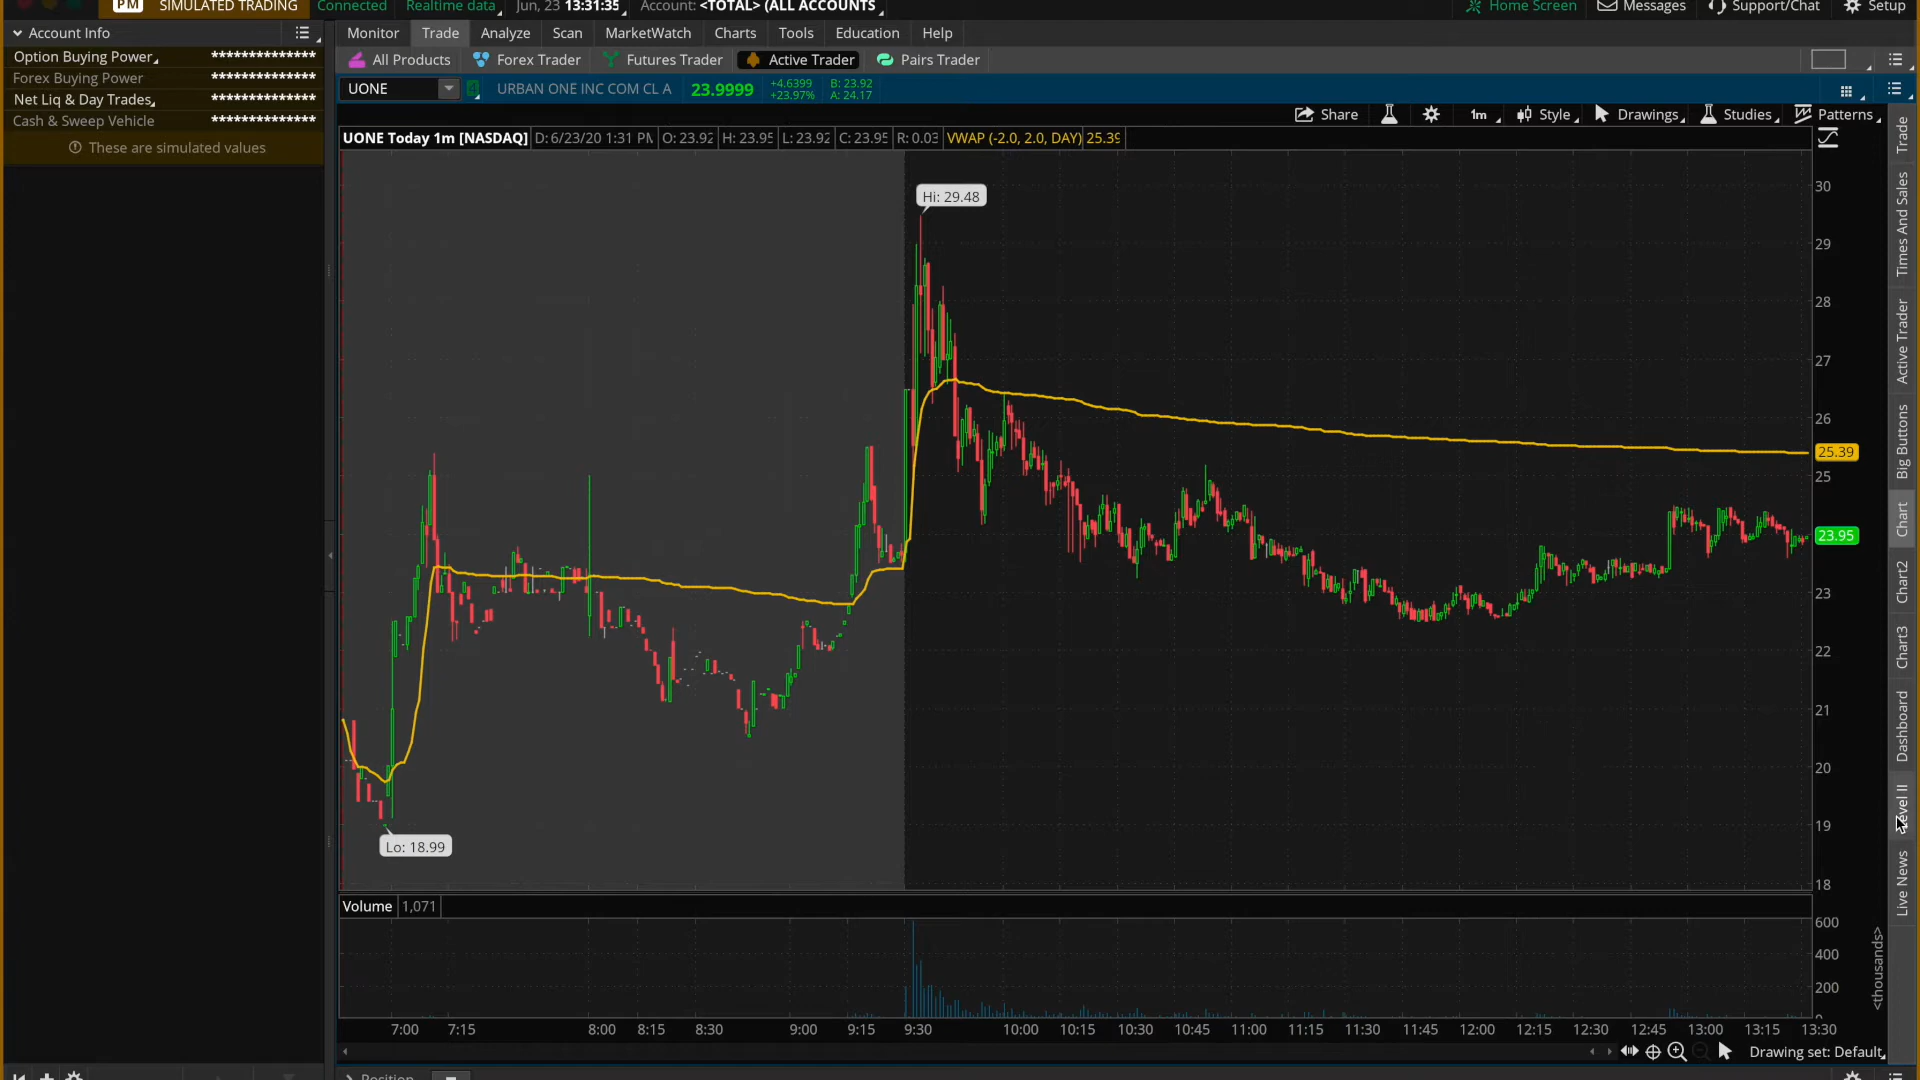 PM SIMULATED TRADING Connected Realtime data Jun, 23 13:31:35 Account: <TOTAL> (ALL ACCOUNTS Home Screen Messages Support/Chat Setup
Account Info
Option Buying Power ***************
Forex Buying Power ***************
Net Liq & Day Trades ***************
Cash & Sweep Vehicle ***************
These are simulated values
Monitor Trade Analyze Scan MarketWatch Charts Tools Education Help
All Products Forex Trader Futures Trader Active Trader Pairs Trader
UONE URBAN ONE INC COM CL A 23.9999 +4.6399 B: 23.92
+23.97% A: 24.17
Share 1m Style Drawings Studies Patterns
UONE Today 1m [NASDAQ] D: 6/23/20 1:31 PM O: 23.92 H: 23.95 L: 23.92 C: 23.95 R: 0.03 VWAP (-2.0, 2.0, DAY) 25.39
Hi: 29.48
Lo: 18.99
30
29
28
27
26
25.39
25
23.95
23
22
21
20
19
18
Volume 1,071
600
400
200
0
<thousands>
7:00 7:15 8:00 8:15 8:30 9:00 9:15 9:30 10:00 10:15 10:30 10:45 11:00 11:15 11:30 11:45 12:00 12:15 12:30 12:45 13:00 13:15 13:30
Drawing set: Default
Position
Trade
Times And Sales
Active Trader
Big Buttons
Chart
Chart2
Chart3
Dashboard
Level II
Live News